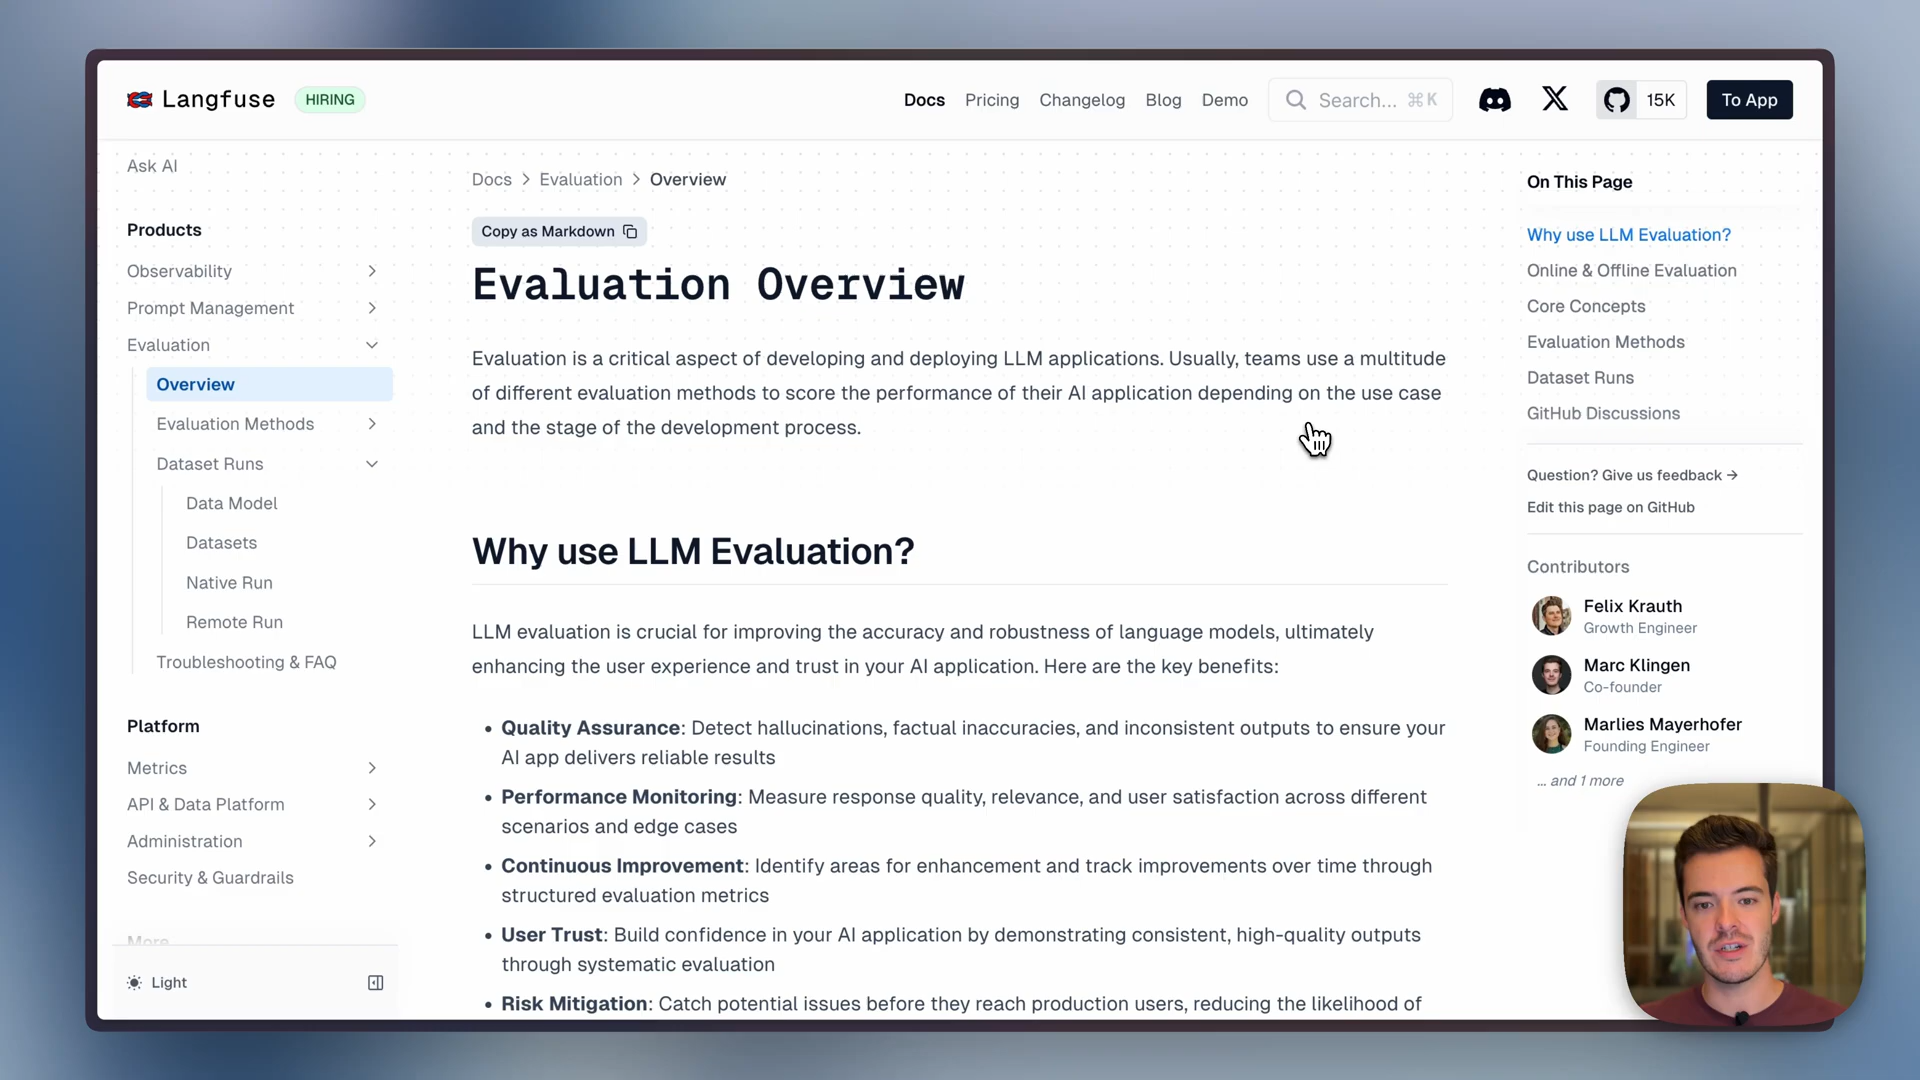 Langfuse
HIRING
Docs
Pricing
Changelog
Blog
Demo
Search... ⌘K
15K
To App
Ask AI
Products
Observability
Prompt Management
Evaluation
Overview
Evaluation Methods
Dataset Runs
Data Model
Datasets
Native Run
Remote Run
Troubleshooting & FAQ
Platform
Metrics
API & Data Platform
Administration
Security & Guardrails
More
Light
Docs > Evaluation > Overview
Copy as Markdown
Evaluation Overview
Evaluation is a critical aspect of developing and deploying LLM applications. Usually, teams use a multitude
of different evaluation methods to score the performance of their AI application depending on the use case
and the stage of the development process.
Why use LLM Evaluation?
LLM evaluation is crucial for improving the accuracy and robustness of language models, ultimately
enhancing the user experience and trust in your AI application. Here are the key benefits:
• Quality Assurance: Detect hallucinations, factual inaccuracies, and inconsistent outputs to ensure your
AI app delivers reliable results
• Performance Monitoring: Measure response quality, relevance, and user satisfaction across different
scenarios and edge cases
• Continuous Improvement: Identify areas for enhancement and track improvements over time through
structured evaluation metrics
• User Trust: Build confidence in your AI application by demonstrating consistent, high-quality outputs
through systematic evaluation
• Risk Mitigation: Catch potential issues before they reach production users, reducing the likelihood of
On This Page
Why use LLM Evaluation?
Online & Offline Evaluation
Core Concepts
Evaluation Methods
Dataset Runs
GitHub Discussions
Question? Give us feedback →
Edit this page on GitHub
Contributors
Felix Krauth
Growth Engineer
Marc Klingen
Co-founder
Marlies Mayerhofer
Founding Engineer
... and 1 more